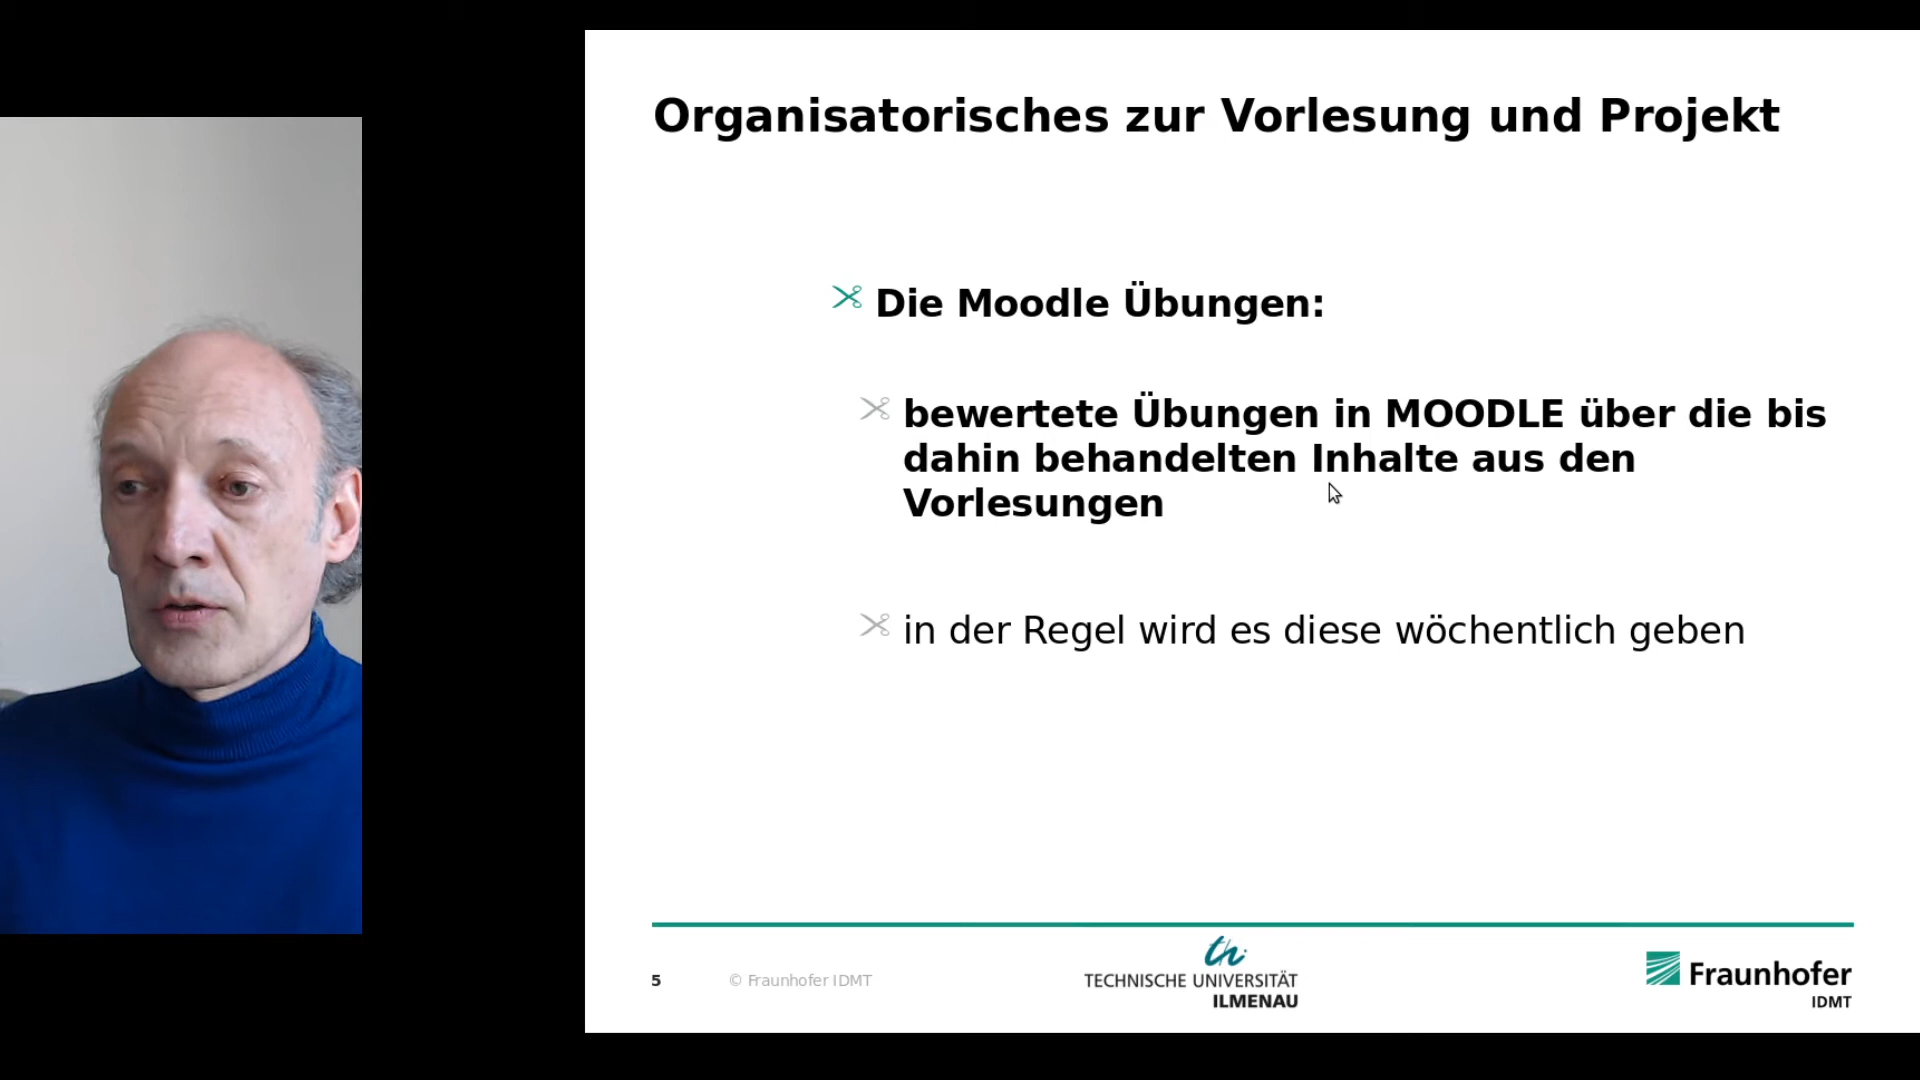 Organisatorisches zur Vorlesung und Projekt
Die Moodle Übungen:
bewertete Übungen in MOODLE über die bis
dahin behandelten Inhalte aus den
Vorlesungen
in der Regel wird es diese wöchentlich geben
5
© Fraunhofer IDMT
th
TECHNISCHE UNIVERSITÄT
ILMENAU
Fraunhofer
IDMT